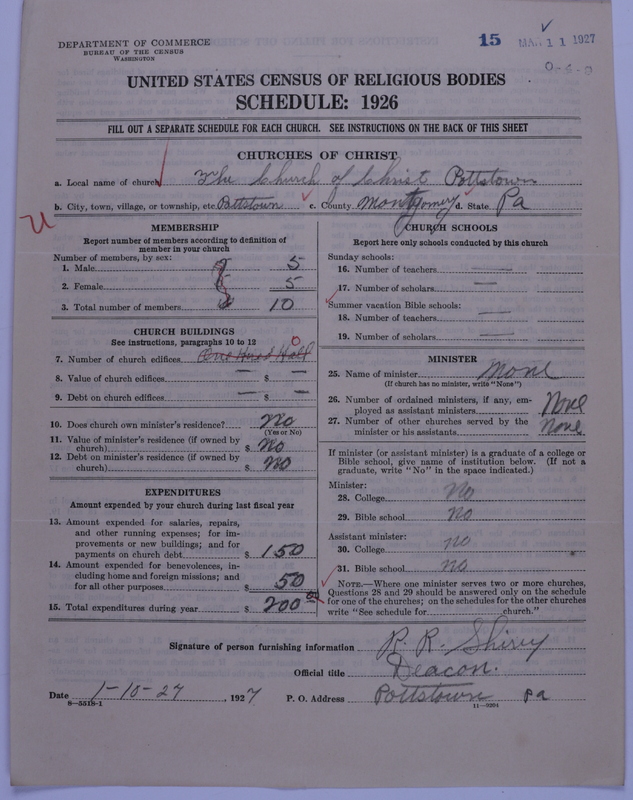 DEPARTMENT OF COMMERCE
BUREAU OF THE CENSUS
WASHINGTON
15 MAR 11 1927
0-6-9
UNITED STATES CENSUS OF RELIGIOUS BODIES
SCHEDULE: 1926
FILL OUT A SEPARATE SCHEDULE FOR EACH CHURCH. SEE INSTRUCTIONS ON THE BACK OF THIS SHEET
CHURCHES OF CHRIST
a. Local name of church The Church of Christ Pottstown
b. City, town, village, or township, etc. Pottstown c. County Montgomery d. State Pa
MEMBERSHIP
Report number of members according to definition of
member in your church
Number of members, by sex:
1. Male 5
2. Female 5
3. Total number of members 10
CHURCH BUILDINGS
See instructions, paragraphs 10 to 12
7. Number of church edifices One Hired Hall 0
8. Value of church edifices — $ —
9. Debt on church edifices — $ —
10. Does church own minister's residence? No
(Yes or No)
11. Value of minister's residence (if owned by
church) $ No
12. Debt on minister's residence (if owned by
church) $ No
EXPENDITURES
Amount expended by your church during last fiscal year
13. Amount expended for salaries, repairs,
and other running expenses; for im-
provements or new buildings; and for
payments on church debt $ 150
14. Amount expended for benevolences, in-
cluding home and foreign missions; and
for all other purposes $ 50
15. Total expenditures during year $ 200 00
CHURCH SCHOOLS
Report here only schools conducted by this church
Sunday schools:
16. Number of teachers —
17. Number of scholars —
Summer vacation Bible schools:
18. Number of teachers —
19. Number of scholars —
MINISTER
25. Name of minister None
(If church has no minister, write "None")
26. Number of ordained ministers, if any, em-
ployed as assistant ministers None
27. Number of other churches served by the
minister or his assistants None
If minister (or assistant minister) is a graduate of a college or
Bible school, give name of institution below. (If not a
graduate, write "No" in the space indicated.)
Minister:
28. College No
29. Bible school No
Assistant minister:
30. College no
31. Bible school no
NOTE.—Where one minister serves two or more churches,
Questions 28 and 29 should be answered only on the schedule
for one of the churches; on the schedules for the other churches
write "See schedule for church."
Signature of person furnishing information R. R. Shirey
Official title Deacon.
Date 1-10-27, 1927 P. O. Address Pottstown Pa
8-5518-1 11-9204